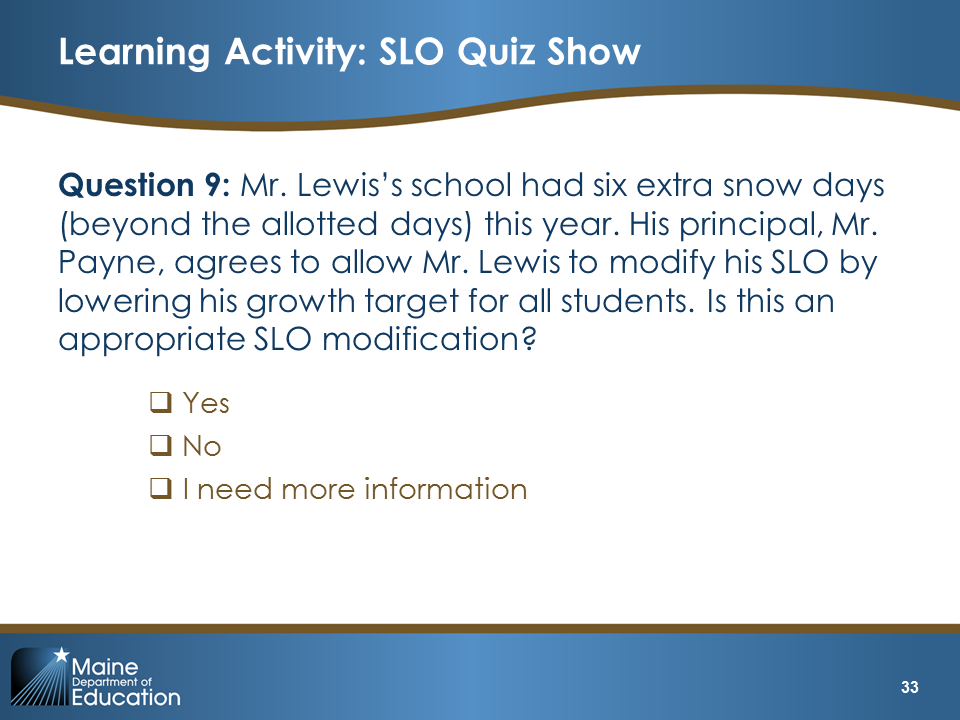 Learning Activity: SLO Quiz Show
Question 9: Mr. Lewis’s school had six extra snow days
(beyond the allotted days) this year. His principal, Mr.
Payne, agrees to allow Mr. Lewis to modify his SLO by
lowering his growth target for all students. Is this an
appropriate SLO modification?
❑ Yes
❑ No
❑ I need more information
Maine
Department of
Education
33